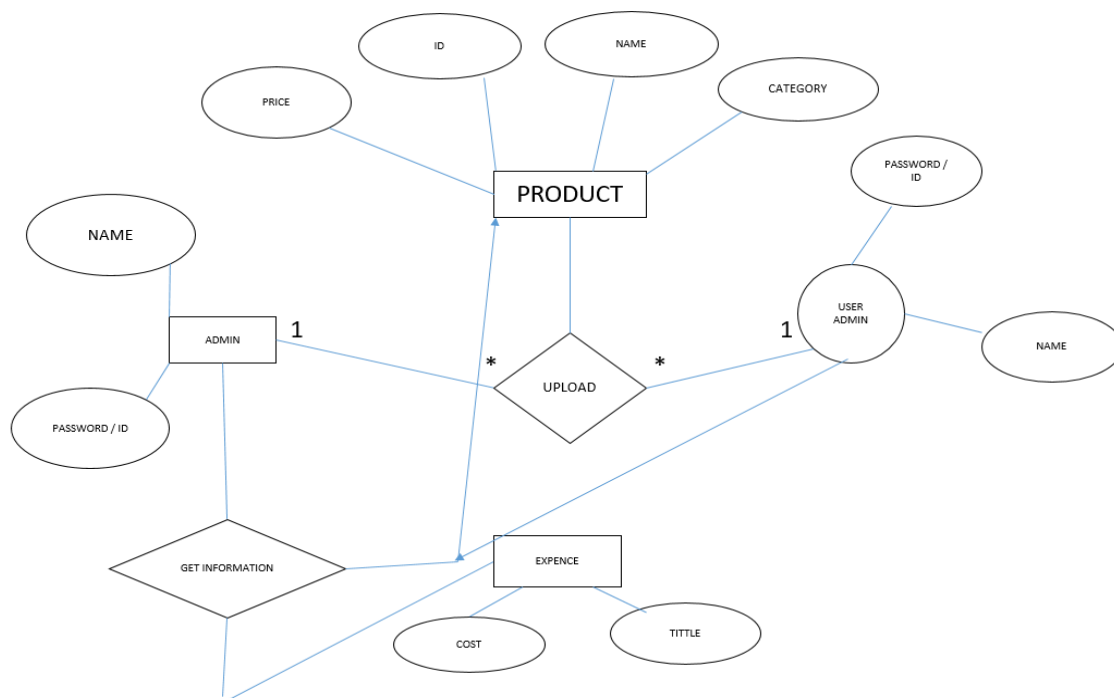 ID
NAME
PRICE
CATEGORY
PASSWORD /
ID
PRODUCT
NAME
USER
ADMIN
1
1
ADMIN
NAME
*
*
UPLOAD
PASSWORD / ID
EXPENCE
GET INFORMATION
TITTLE
COST